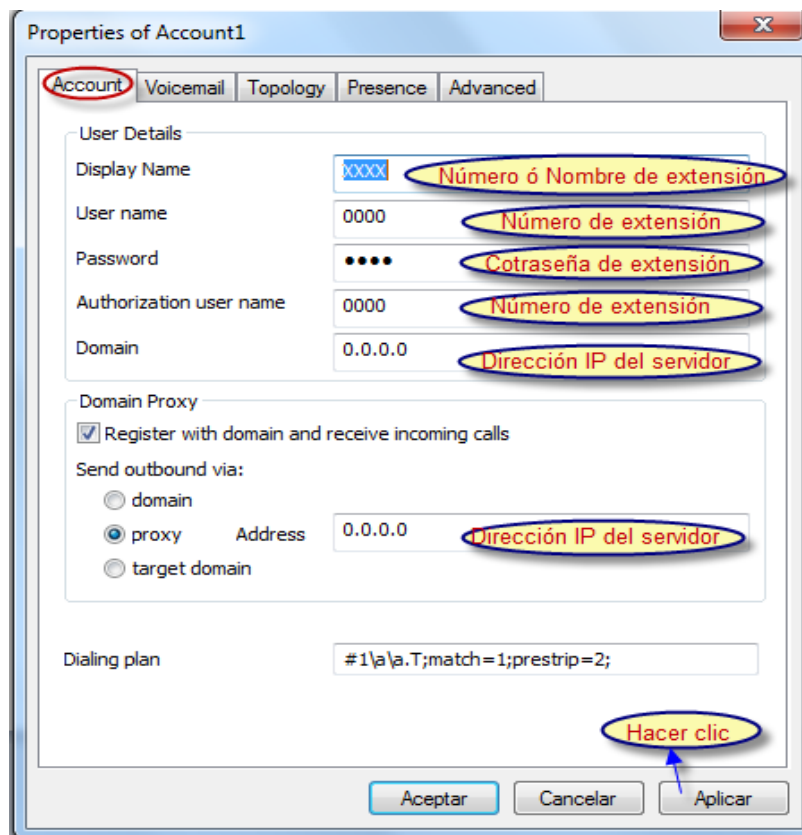 Properties of Account1
Account Voicemail Topology Presence Advanced
User Details
Display Name XXXX Número ó Nombre de extensión
User name 0000 Número de extensión
Password •••• Cotraseña de extensión
Authorization user name 0000 Número de extensión
Domain 0.0.0.0 Dirección IP del servidor
Domain Proxy
Register with domain and receive incoming calls
Send outbound via:
domain
proxy Address 0.0.0.0 Dirección IP del servidor
target domain
Dialing plan #1\a\a.T;match=1;prestrip=2;
Hacer clic
Aceptar Cancelar Aplicar